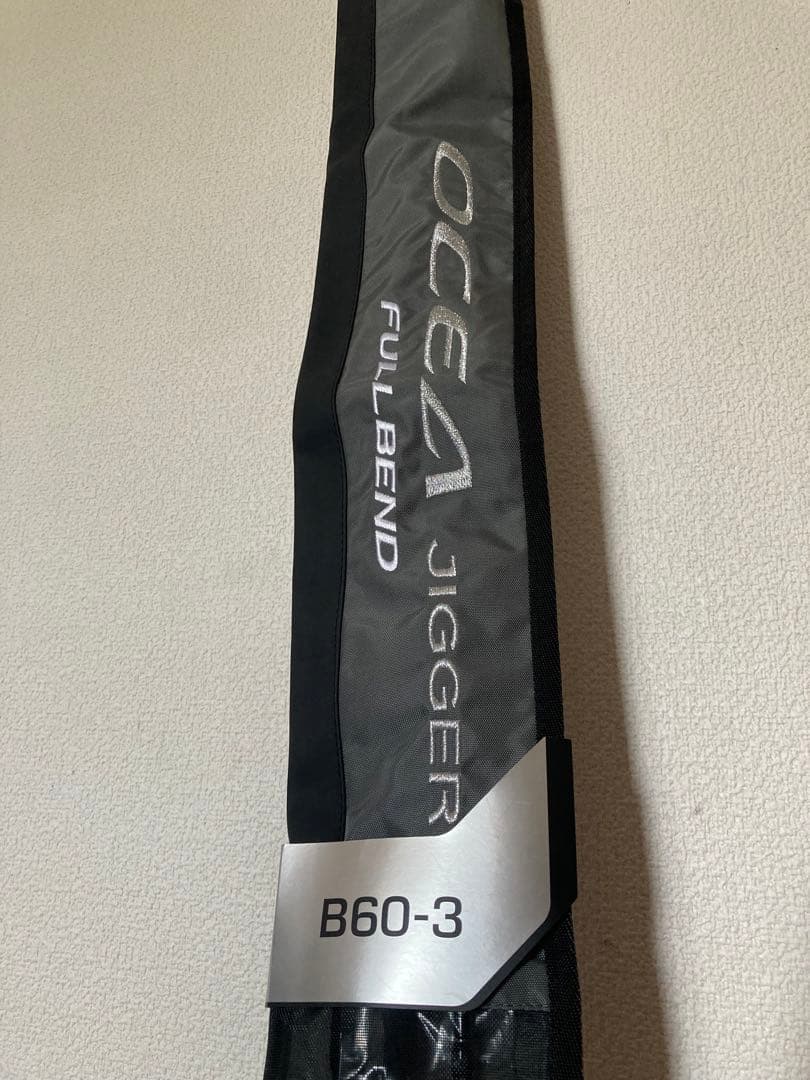 OCEA JIGGER
FULLBEND
B60-3